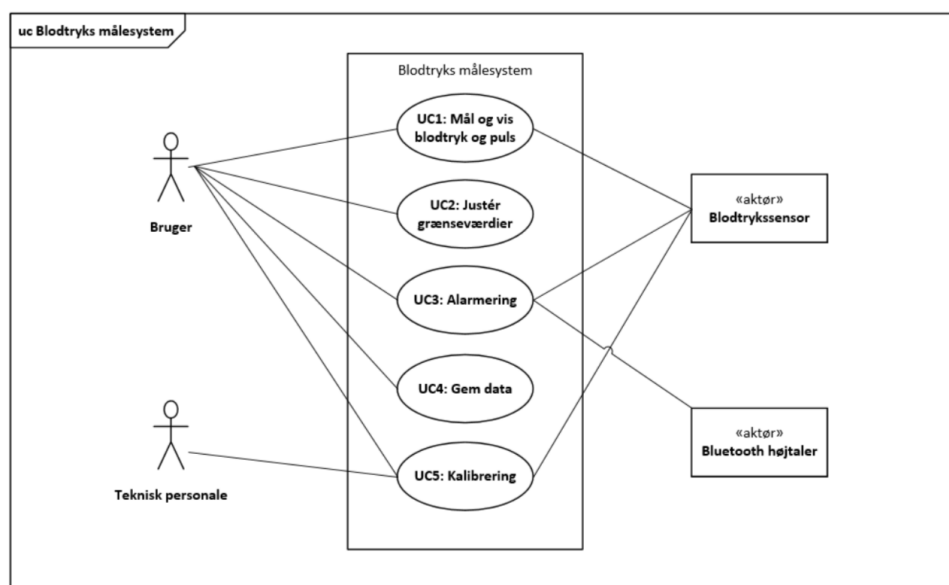 uc Blodtryks målesystem
Blodtryks målesystem
UC1: Mål og vis
blodtryk og puls
Bruger
UC2: Justér
grænseværdier
«aktør»
Blodtrykssensor
UC3: Alarmering
UC4: Gem data
«aktør»
Bluetooth højtaler
UC5: Kalibrering
Teknisk personale